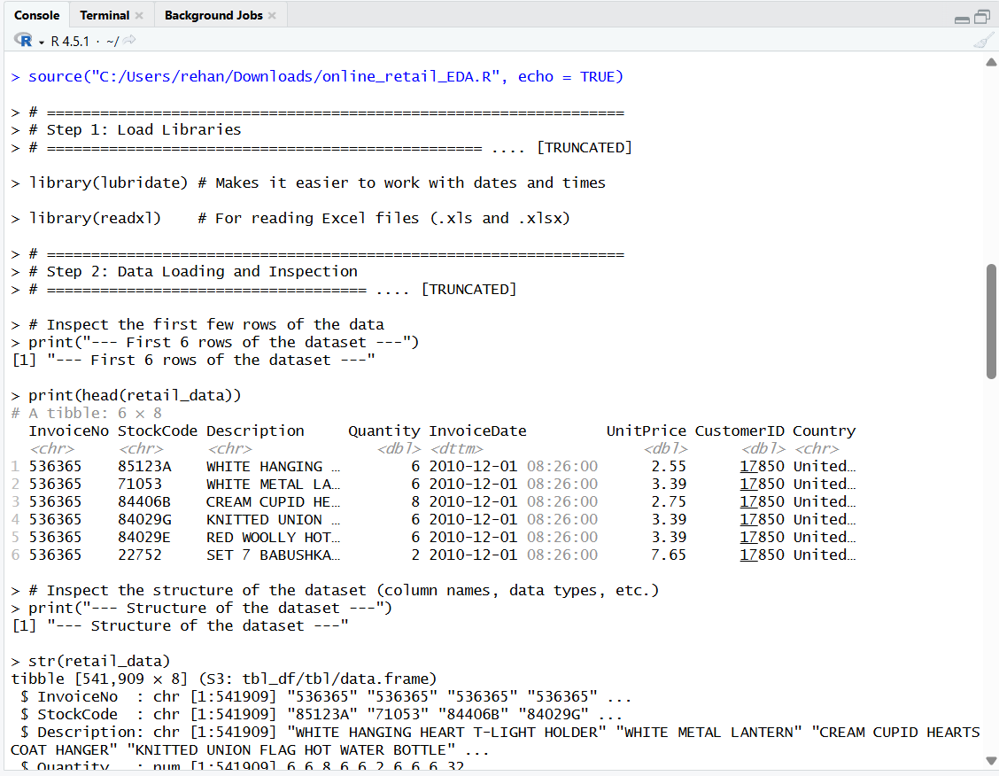 Console Terminal Background Jobs
R R 4.5.1 · ~/
> source("C:/Users/rehan/Downloads/online_retail_EDA.R", echo = TRUE)
> # =================================================================
> # Step 1: Load Libraries
> # ================================================= .... [TRUNCATED]
> library(lubridate) # Makes it easier to work with dates and times
> library(readxl)    # For reading Excel files (.xls and .xlsx)
> # =================================================================
> # Step 2: Data Loading and Inspection
> # ==================================== .... [TRUNCATED]
> # Inspect the first few rows of the data
> print("--- First 6 rows of the dataset ---")
[1] "--- First 6 rows of the dataset ---"
> print(head(retail_data))
# A tibble: 6 × 8
  InvoiceNo StockCode Description     Quantity InvoiceDate         UnitPrice CustomerID Country
  <chr>     <chr>     <chr>              <dbl> <dttm>                  <dbl>      <dbl> <chr>
1 536365    85123A    WHITE HANGING …        6 2010-12-01 08:26:00      2.55      17850 United…
2 536365    71053     WHITE METAL LA…        6 2010-12-01 08:26:00      3.39      17850 United…
3 536365    84406B    CREAM CUPID HE…        8 2010-12-01 08:26:00      2.75      17850 United…
4 536365    84029G    KNITTED UNION …        6 2010-12-01 08:26:00      3.39      17850 United…
5 536365    84029E    RED WOOLLY HOT…        6 2010-12-01 08:26:00      3.39      17850 United…
6 536365    22752     SET 7 BABUSHKA…        2 2010-12-01 08:26:00      7.65      17850 United…
> # Inspect the structure of the dataset (column names, data types, etc.)
> print("--- Structure of the dataset ---")
[1] "--- Structure of the dataset ---"
> str(retail_data)
tibble [541,909 × 8] (S3: tbl_df/tbl/data.frame)
 $ InvoiceNo  : chr [1:541909] "536365" "536365" "536365" "536365" ...
 $ StockCode  : chr [1:541909] "85123A" "71053" "84406B" "84029G" ...
 $ Description: chr [1:541909] "WHITE HANGING HEART T-LIGHT HOLDER" "WHITE METAL LANTERN" "CREAM CUPID HEARTS
COAT HANGER" "KNITTED UNION FLAG HOT WATER BOTTLE" ...
 $ Quantity   : num [1:541909] 6 6 8 6 6 2 6 6 6 32